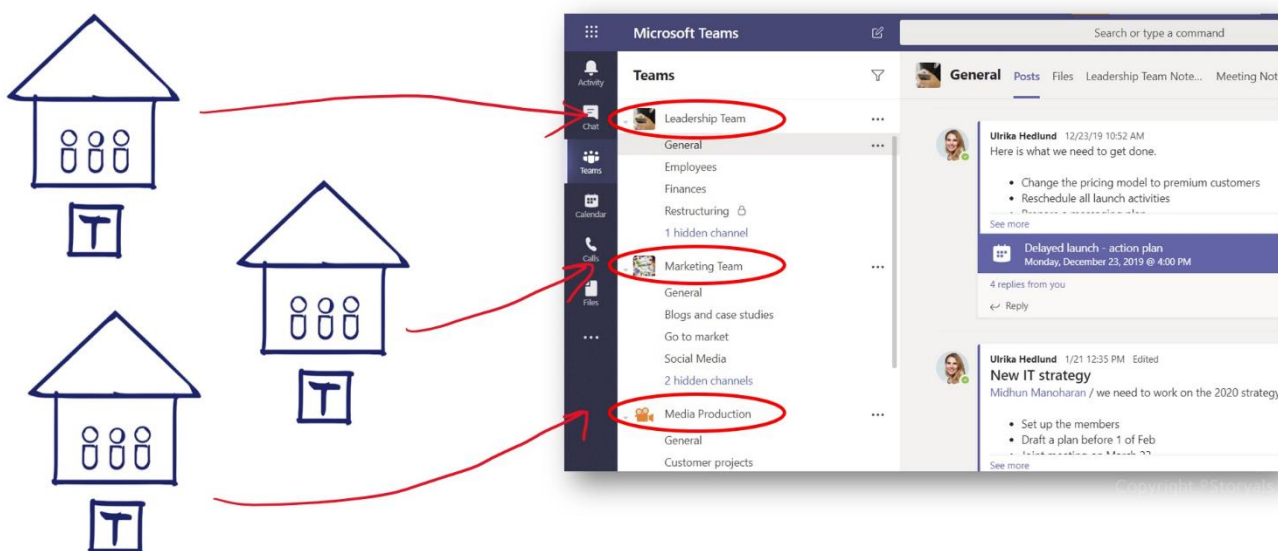 T
T
T
Microsoft Teams
Search or type a command
Activity
Chat
Teams
Calendar
Calls
Files
Teams
Leadership Team
General
Employees
Finances
Restructuring
1 hidden channel
Marketing Team
General
Blogs and case studies
Go to market
Social Media
2 hidden channels
Media Production
General
Customer projects
General Posts Files Leadership Team Note... Meeting Not
Ulrika Hedlund 12/23/19 10:52 AM
Here is what we need to get done.
• Change the pricing model to premium customers
• Reschedule all launch activities
See more
Delayed launch - action plan
Monday, December 23, 2019 @ 4:00 PM
4 replies from you
Reply
Ulrika Hedlund 1/21 12:35 PM Edited
New IT strategy
Midhun Manoharan / we need to work on the 2020 strategy
• Set up the members
• Draft a plan before 1 of Feb
See more
Copyright